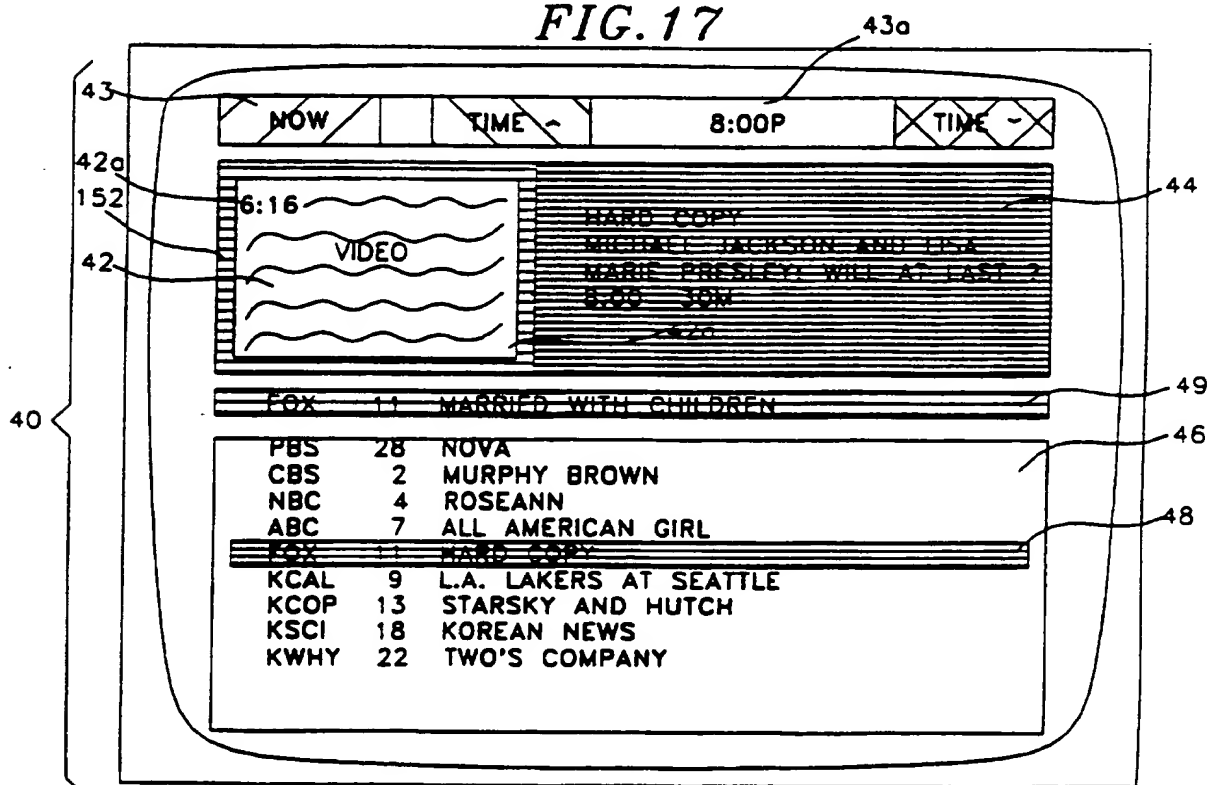 FIG. 17
43a
43
NOW TIME ~ 8:00P TIME ~
42a
152
44
6:16
VIDEO
42
HARD COPY
MICHAEL JACKSON AND LISA
MARIE PRESLEY: WILL AT LAST ?
8:00 30M
49
FOX 11 MARRIED WITH CHILDREN
40
46
PBS 28 NOVA
CBS 2 MURPHY BROWN
NBC 4 ROSEANN
ABC 7 ALL AMERICAN GIRL
48
FOX 11 HARD COPY
KCAL 9 L.A. LAKERS AT SEATTLE
KCOP 13 STARSKY AND HUTCH
KSCI 18 KOREAN NEWS
KWHY 22 TWO'S COMPANY